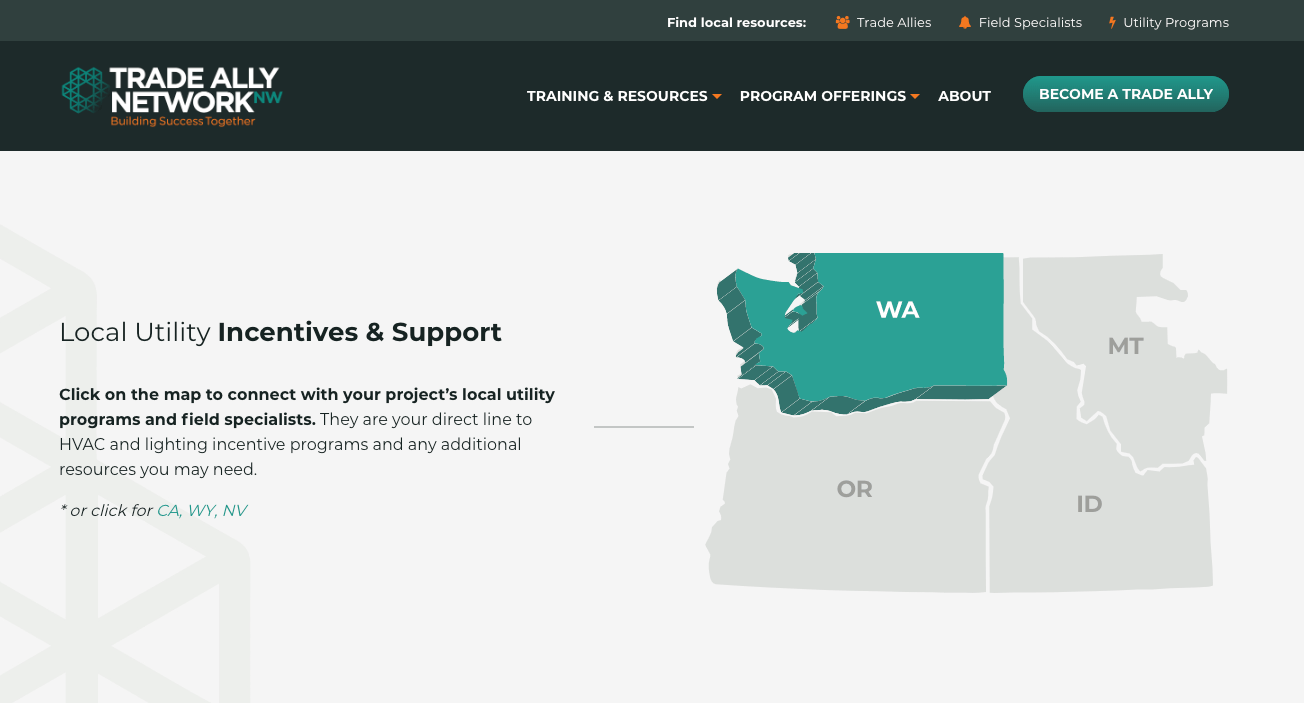 Find local resources: Trade Allies Field Specialists Utility Programs
TRADE ALLY
NETWORKNW
Building Success Together
TRAINING & RESOURCES PROGRAM OFFERINGS ABOUT BECOME A TRADE ALLY
Local Utility Incentives & Support
Click on the map to connect with your project’s local utility
programs and field specialists. They are your direct line to
HVAC and lighting incentive programs and any additional
resources you may need.
* or click for CA, WY, NV
WA
MT
OR
ID